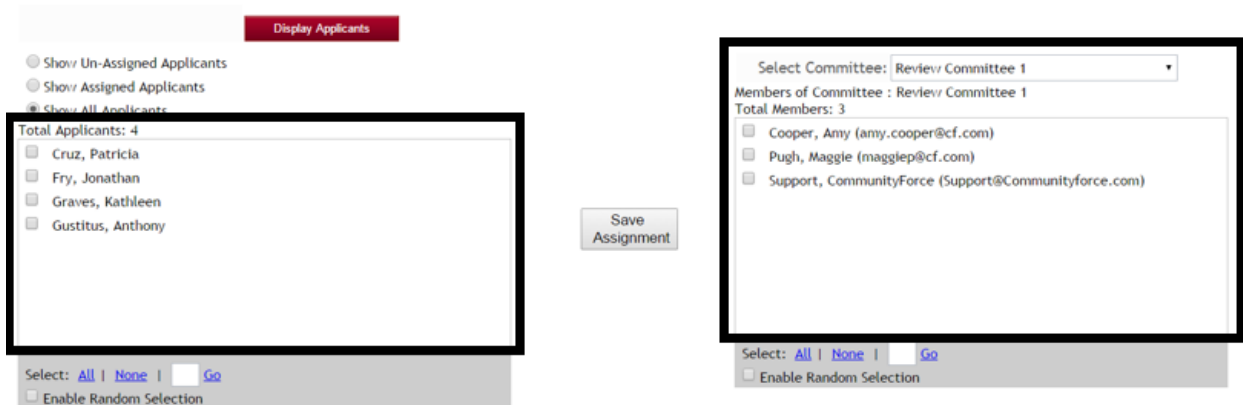 Display Applicants
Show Un-Assigned Applicants
Show Assigned Applicants
Show All Applicants
Total Applicants: 4
Cruz, Patricia
Fry, Jonathan
Graves, Kathleen
Gustitus, Anthony
Select: All | None | Go
Enable Random Selection
Save
Assignment
Select Committee: Review Committee 1
Members of Committee : Review Committee 1
Total Members: 3
Cooper, Amy (amy.cooper@cf.com)
Pugh, Maggie (maggiep@cf.com)
Support, CommunityForce (Support@Communityforce.com)
Select: All | None | Go
Enable Random Selection